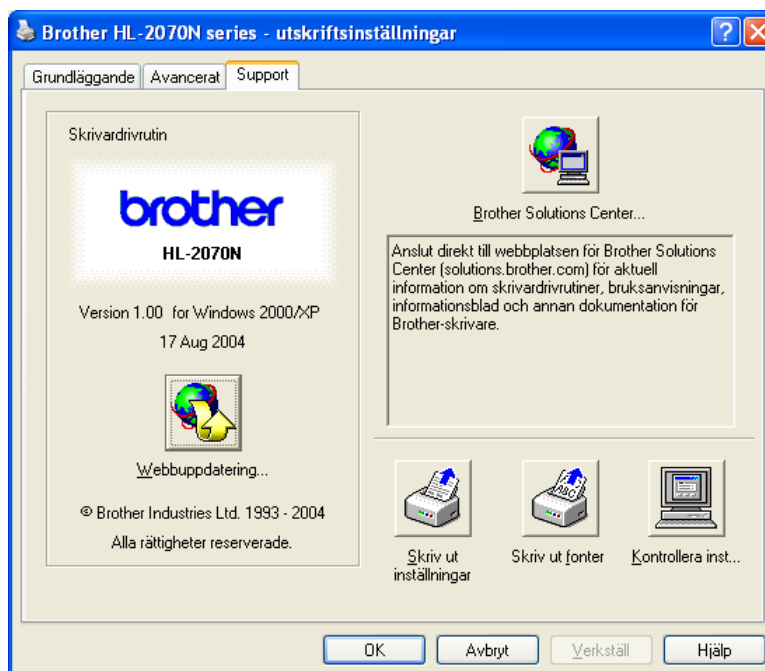 Brother HL-2070N series - utskriftsinställningar
Grundläggande Avancerat Support
Skrivardrivrutin
brother
HL-2070N
Version 1.00 for Windows 2000/XP
17 Aug 2004
Webbuppdatering...
© Brother Industries Ltd. 1993 - 2004
Alla rättigheter reserverade.
Brother Solutions Center...
Anslut direkt till webbplatsen för Brother Solutions
Center (solutions.brother.com) för aktuell
information om skrivardrivrutiner, bruksanvisningar,
informationsblad och annan dokumentation för
Brother-skrivare.
Skriv ut
inställningar
Skriv ut fonter
Kontrollera inst...
OK Avbryt Verkställ Hjälp